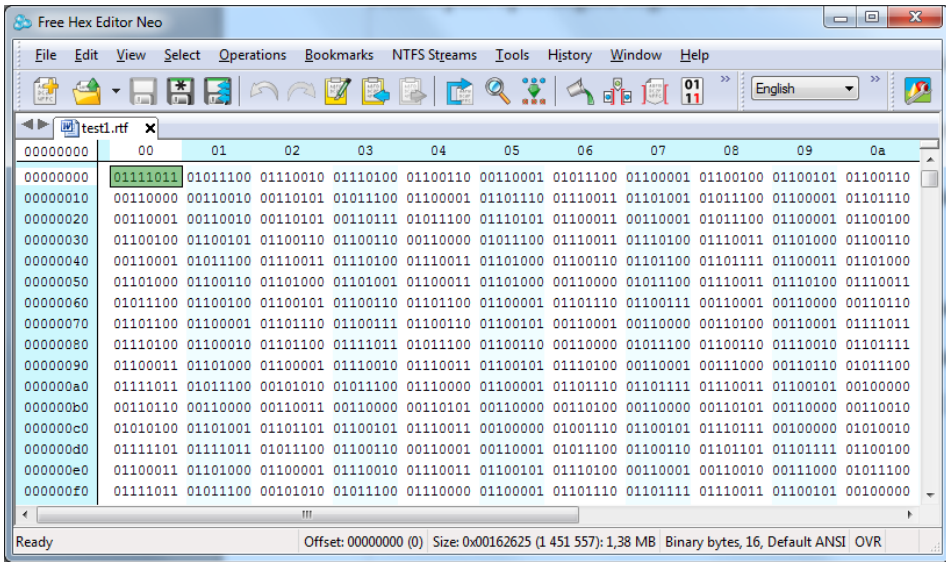 Free Hex Editor Neo
File Edit View Select Operations Bookmarks NTFS Streams Tools History Window Help
01 11 » English »
test1.rtf x
00000000 00 01 02 03 04 05 06 07 08 09 0a
00000000 01111011 01011100 01110010 01110100 01100110 00110001 01011100 01100001 01100100 01100101 01100110
00000010 00110000 00110010 00110101 01011100 01100001 01101110 01110011 01101001 01011100 01100001 01101110
00000020 00110001 00110010 00110101 00110111 01011100 01110101 01100011 00110001 01011100 01100001 01100100
00000030 01100100 01100101 01100110 01100110 00110000 01011100 01110011 01110100 01110011 01101000 01100110
00000040 00110001 01011100 01110011 01110100 01110011 01101000 01100110 01101100 01101111 01100011 01101000
00000050 01101000 01100110 01101000 01101001 01100011 01101000 00110000 01011100 01110011 01110100 01110011
00000060 01011100 01100100 01100101 01100110 01101100 01100001 01101110 01100111 00110001 00110000 00110110
00000070 01101100 01100001 01101110 01100111 01100110 01100101 00110001 00110000 00110100 00110001 01111011
00000080 01110100 01100010 01101100 01111011 01011100 01100110 00110000 01011100 01100110 01110010 01101111
00000090 01100011 01101000 01100001 01110010 01110011 01100101 01110100 00110001 00111000 00110110 01011100
000000a0 01111011 01011100 00101010 01011100 01110000 01100001 01101110 01101111 01110011 01100101 00100000
000000b0 00110110 00110000 00110011 00110000 00110101 00110000 00110100 00110000 00110101 00110000 00110010
000000c0 01010100 01101001 01101101 01100101 01110011 00100000 01001110 01100101 01110111 00100000 01010010
000000d0 01111101 01111011 01011100 01100110 00110001 00110001 01011100 01100110 01101101 01101111 01100100
000000e0 01100011 01101000 01100001 01110010 01110011 01100101 01110100 00110001 00110010 00111000 01011100
000000f0 01111011 01011100 00101010 01011100 01110000 01100001 01101110 01101111 01110011 01100101 00100000
Ready Offset: 00000000 (0) Size: 0x00162625 (1 451 557): 1,38 MB Binary bytes, 16, Default ANSI OVR